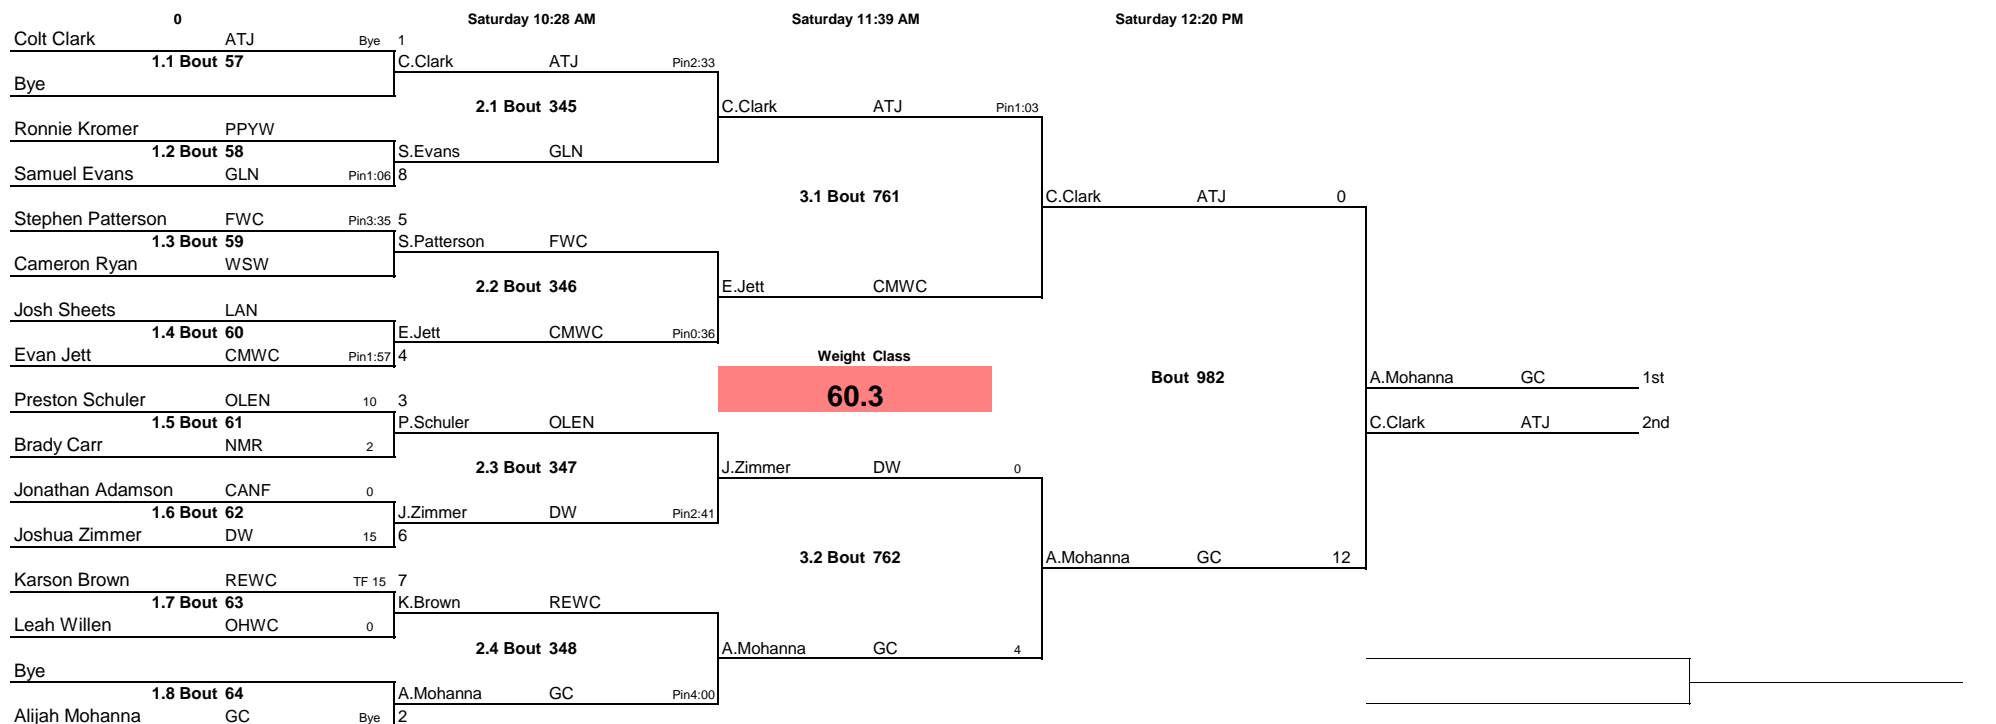 0 Saturday 10:28 AM Saturday 11:39 AM Saturday 12:20 PM
Colt Clark ATJ Bye 1
1.1 Bout 57 C.Clark ATJ Pin2:33
Bye
2.1 Bout 345 C.Clark ATJ Pin1:03
Ronnie Kromer PPYW
1.2 Bout 58 S.Evans GLN
Samuel Evans GLN Pin1:06 8
3.1 Bout 761 C.Clark ATJ 0
Stephen Patterson FWC Pin3:35 5
1.3 Bout 59 S.Patterson FWC
Cameron Ryan WSW
2.2 Bout 346 E.Jett CMWC
Josh Sheets LAN
1.4 Bout 60 E.Jett CMWC Pin0:36
Evan Jett CMWC Pin1:57 4 Weight Class
Bout 982 A.Mohanna GC 1st
60.3
Preston Schuler OLEN 10 3
1.5 Bout 61 P.Schuler OLEN C.Clark ATJ 2nd
Brady Carr NMR 2
2.3 Bout 347 J.Zimmer DW 0
Jonathan Adamson CANF 0
1.6 Bout 62 J.Zimmer DW Pin2:41
Joshua Zimmer DW 15 6
3.2 Bout 762 A.Mohanna GC 12
Karson Brown REWC TF 15 7
1.7 Bout 63 K.Brown REWC
Leah Willen OHWC 0
2.4 Bout 348 A.Mohanna GC 4
Bye
1.8 Bout 64 A.Mohanna GC Pin4:00
Alijah Mohanna GC Bye 2